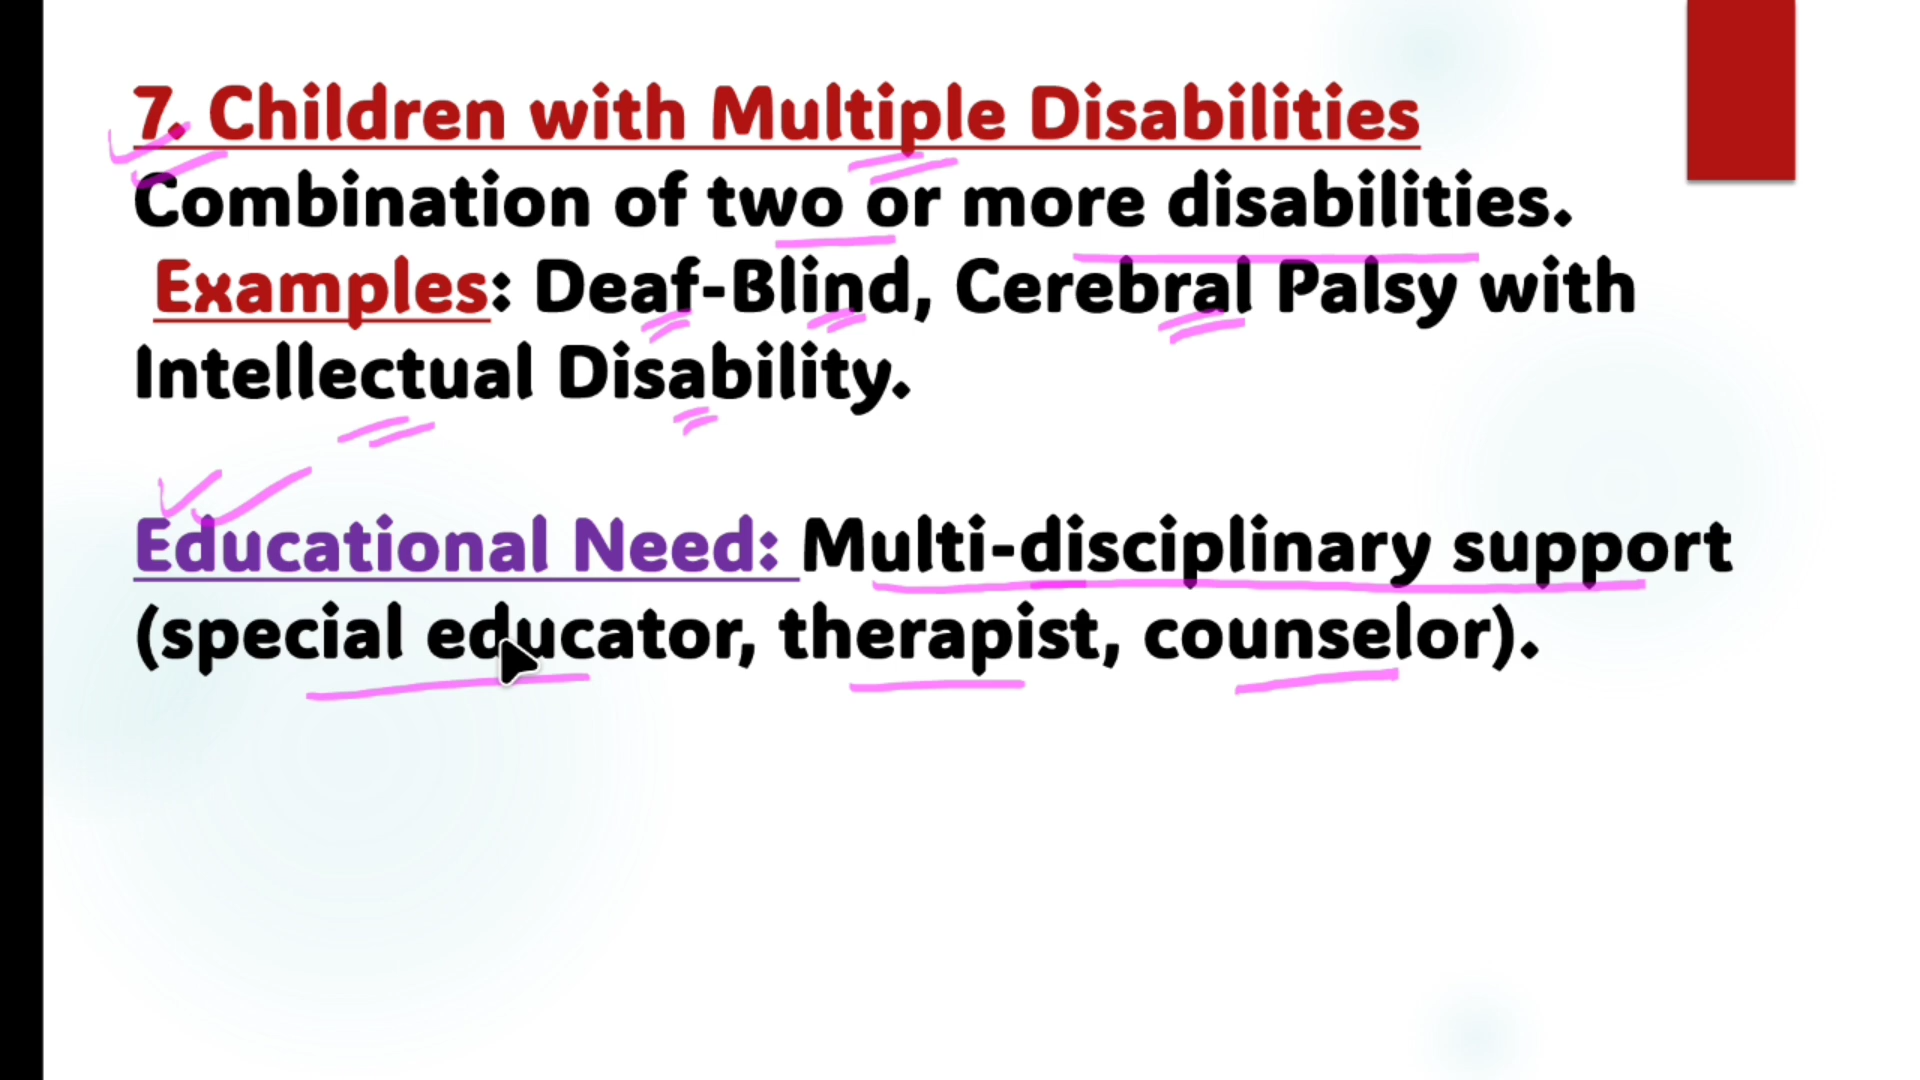 7. Children with Multiple Disabilities
Combination of two or more disabilities.
Examples: Deaf-Blind, Cerebral Palsy with
Intellectual Disability.
Educational Need: Multi-disciplinary support
(special educator, therapist, counselor).